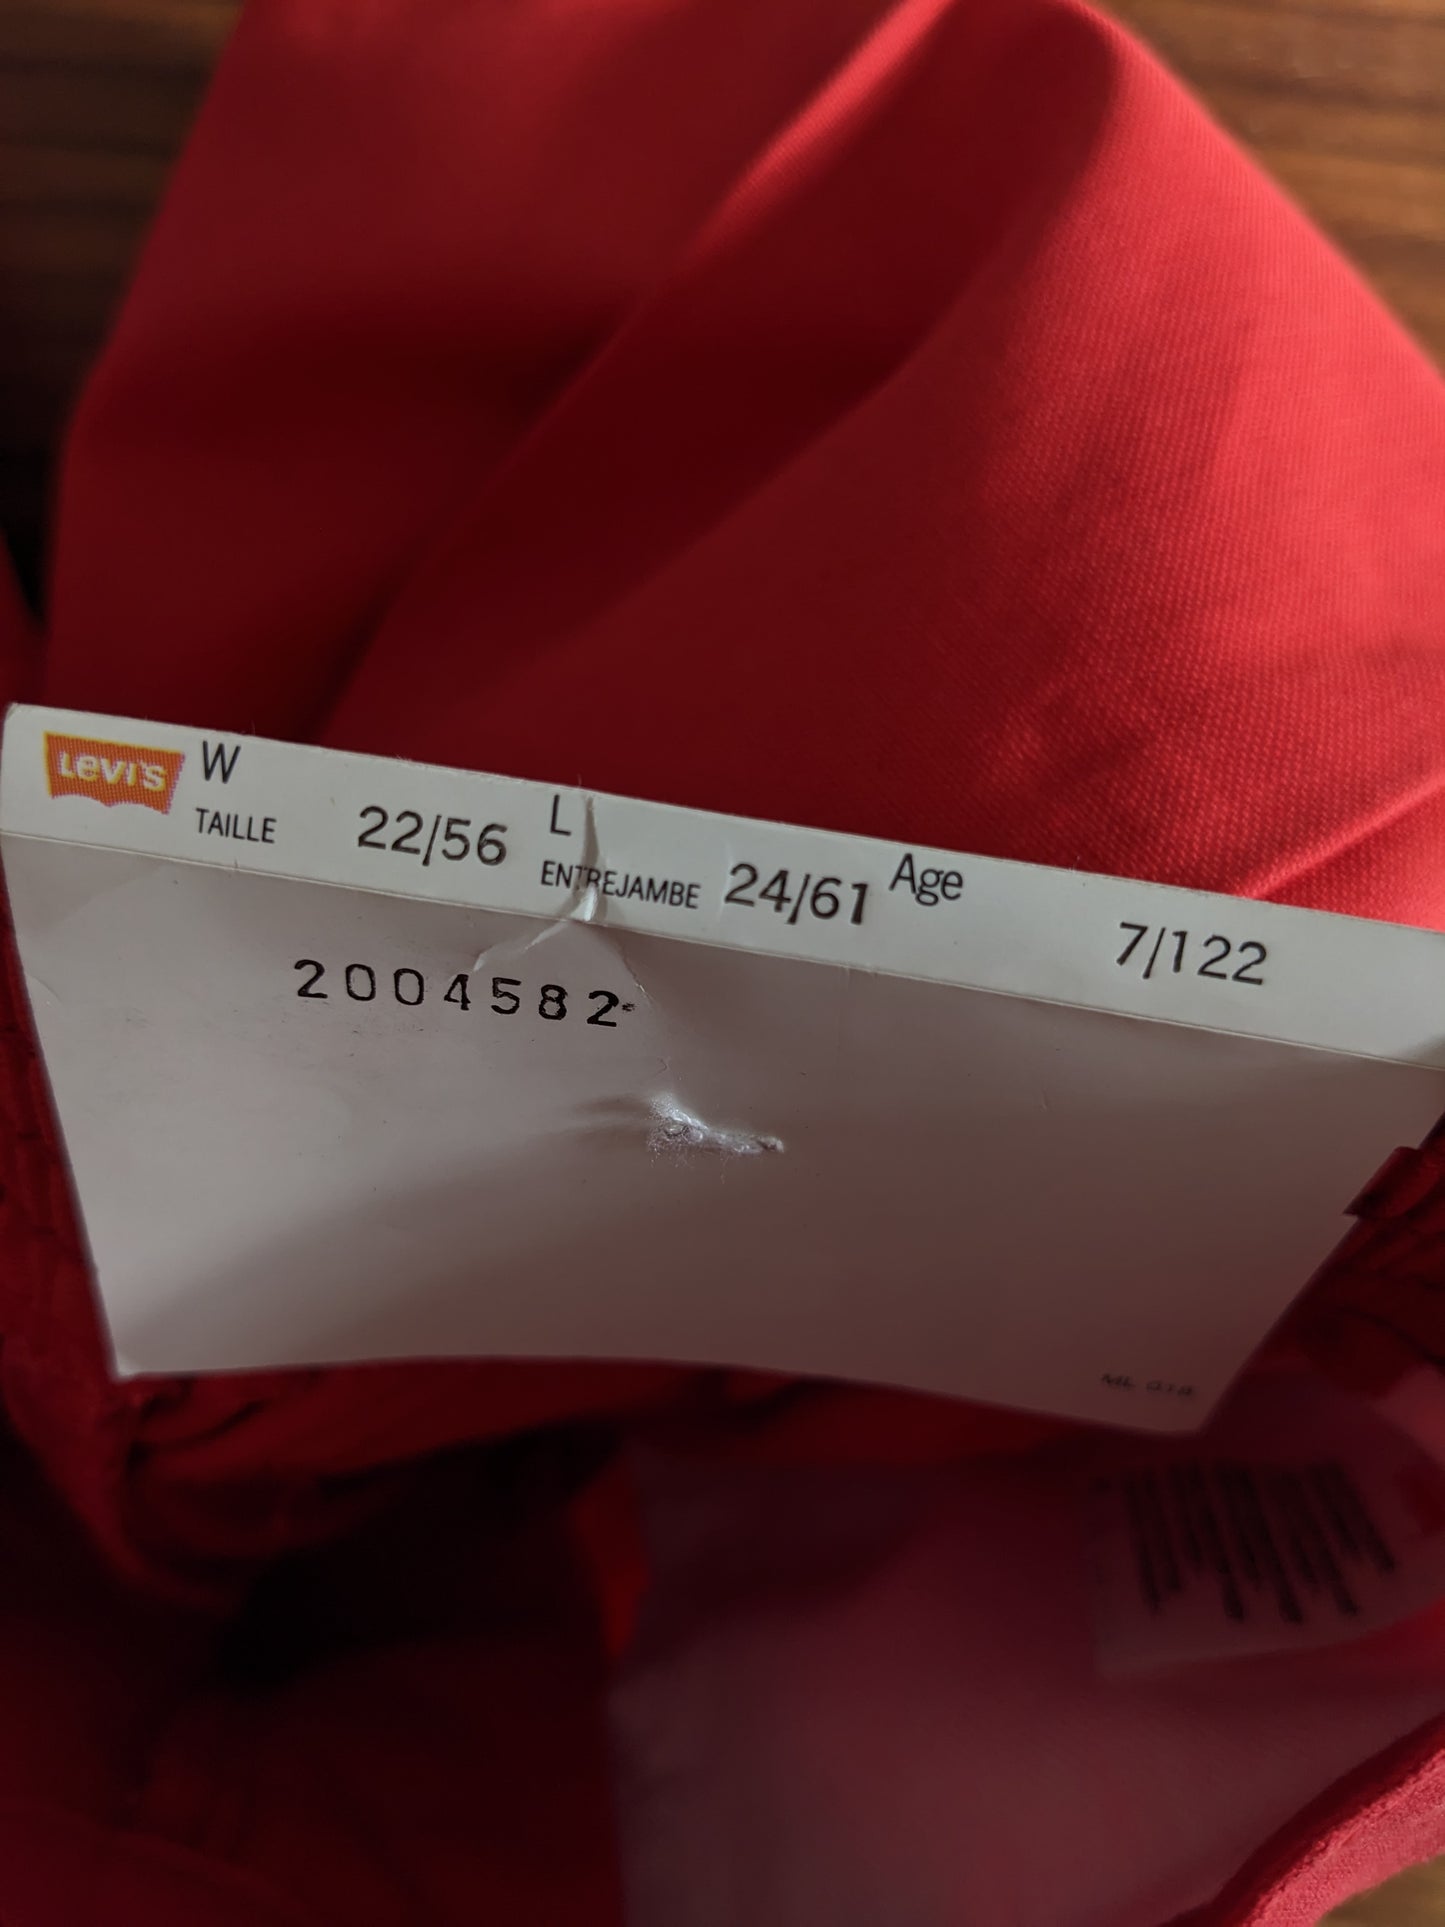 Levi's W L Age
TAILLE 22/56 ENTREJAMBE 24/61 7/122
2004582